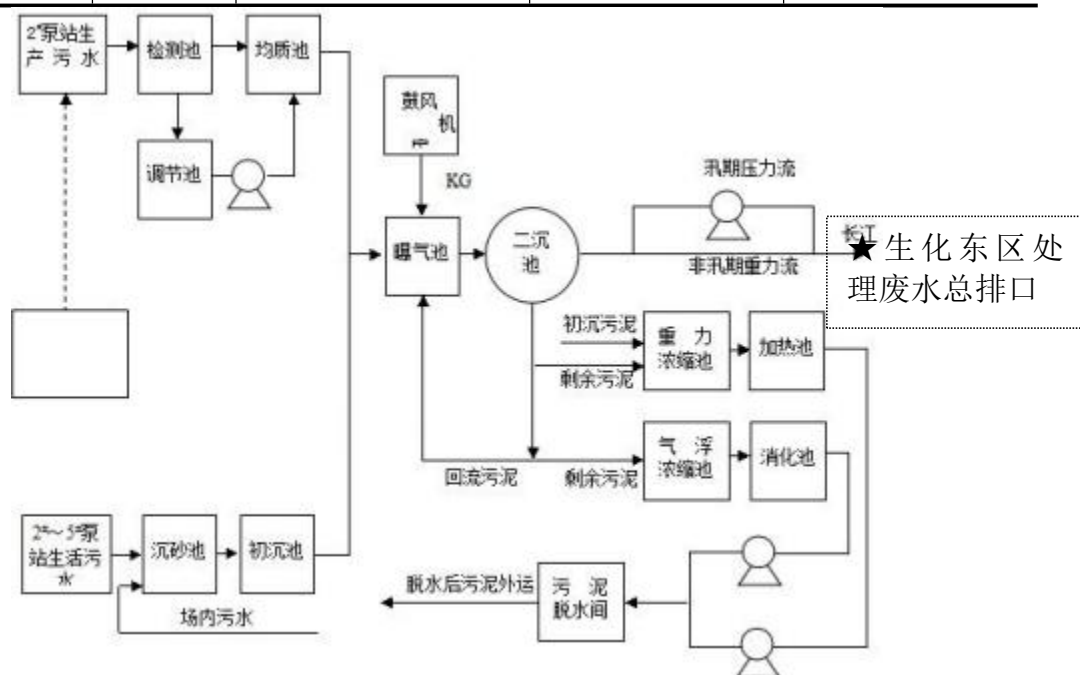 2#泵站生
产污水
检测池
均质池
鼓风
机
调节池
KG
汛期压力流
曝气池
二沉
池
长江
非汛期重力流
★生化东区处
理废水总排口
初沉污泥
重力
浓缩池
加热池
剩余污泥
气浮
浓缩池
消化池
回流污泥
剩余污泥
2#～5#泵
站生活污
水
沉砂池
初沉池
脱水后污泥外运
污泥
脱水间
场内污水